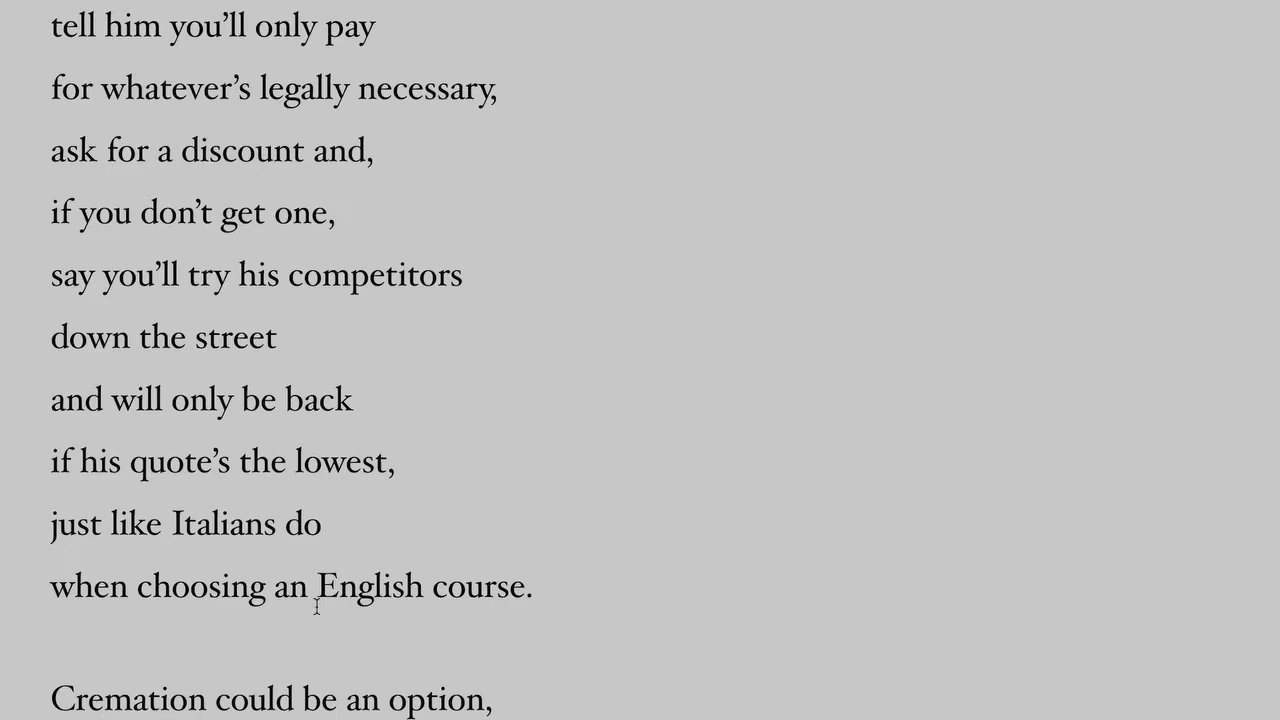 tell him you’ll only pay
for whatever’s legally necessary,
ask for a discount and,
if you don’t get one,
say you’ll try his competitors
down the street
and will only be back
if his quote’s the lowest,
just like Italians do
when choosing an English course.
Cremation could be an option,